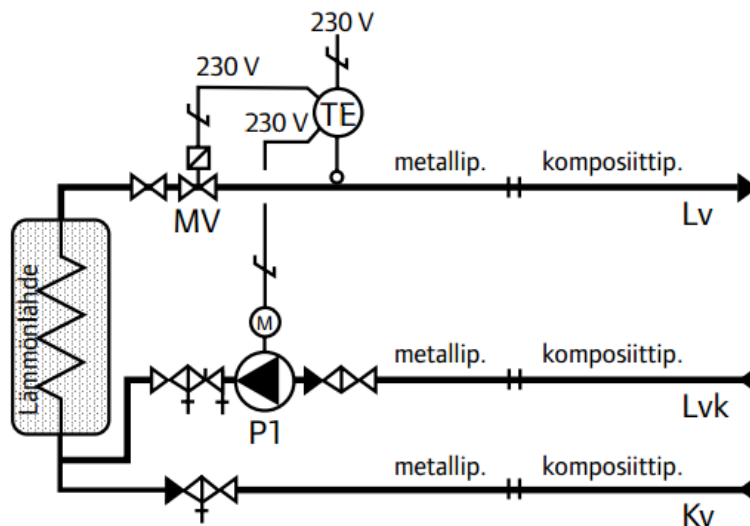 230 V
230 V
TE
230 V
metallip. komposiittip.
MV
Lv
Lämmönlähde
M
metallip. komposiittip.
P1
Lvk
metallip. komposiittip.
Kv